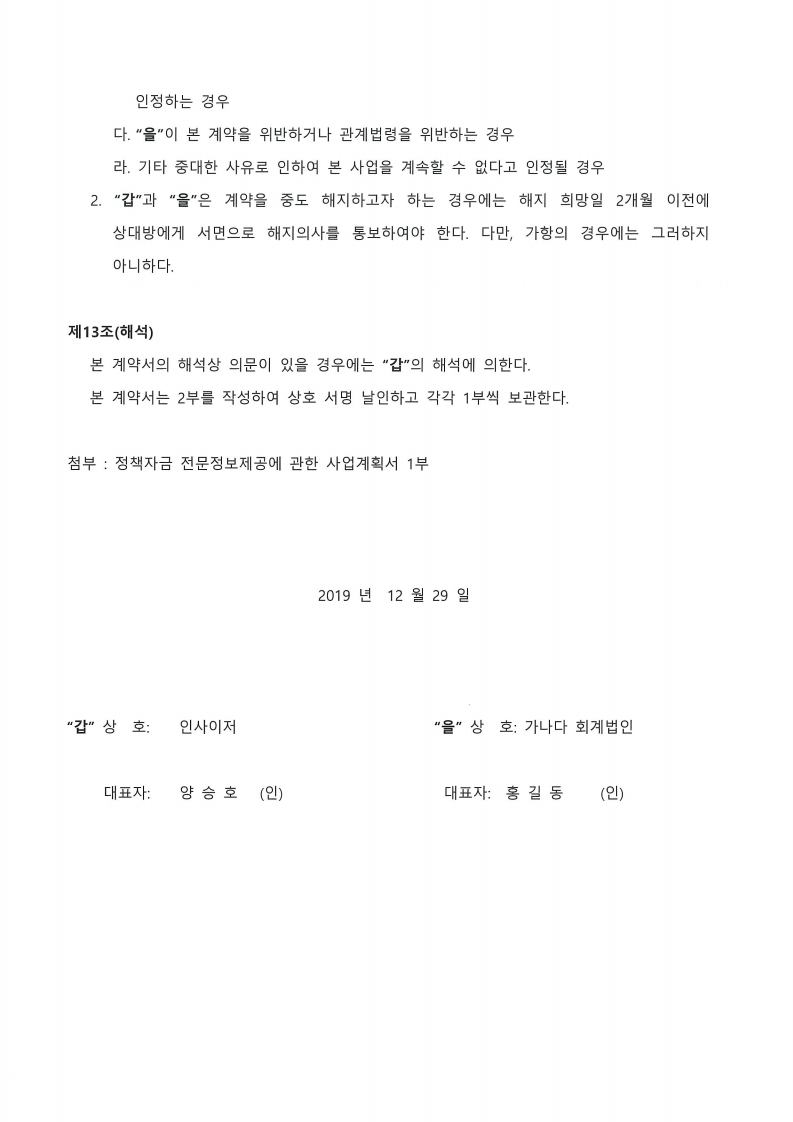 인정하는 경우
다. “을”이 본 계약을 위반하거나 관계법령을 위반하는 경우
라. 기타 중대한 사유로 인하여 본 사업을 계속할 수 없다고 인정될 경우
2. “갑”과 “을”은 계약을 중도 해지하고자 하는 경우에는 해지 희망일 2개월 이전에
상대방에게 서면으로 해지의사를 통보하여야 한다. 다만, 가항의 경우에는 그러하지
아니하다.
제13조(해석)
본 계약서의 해석상 의문이 있을 경우에는 “갑”의 해석에 의한다.
본 계약서는 2부를 작성하여 상호 서명 날인하고 각각 1부씩 보관한다.
첨부 : 정책자금 전문정보제공에 관한 사업계획서 1부
2019 년 12 월 29 일
“갑” 상 호: 인사이저 “을” 상 호: 가나다 회계법인
대표자: 양 승 호 (인) 대표자: 홍 길 동 (인)